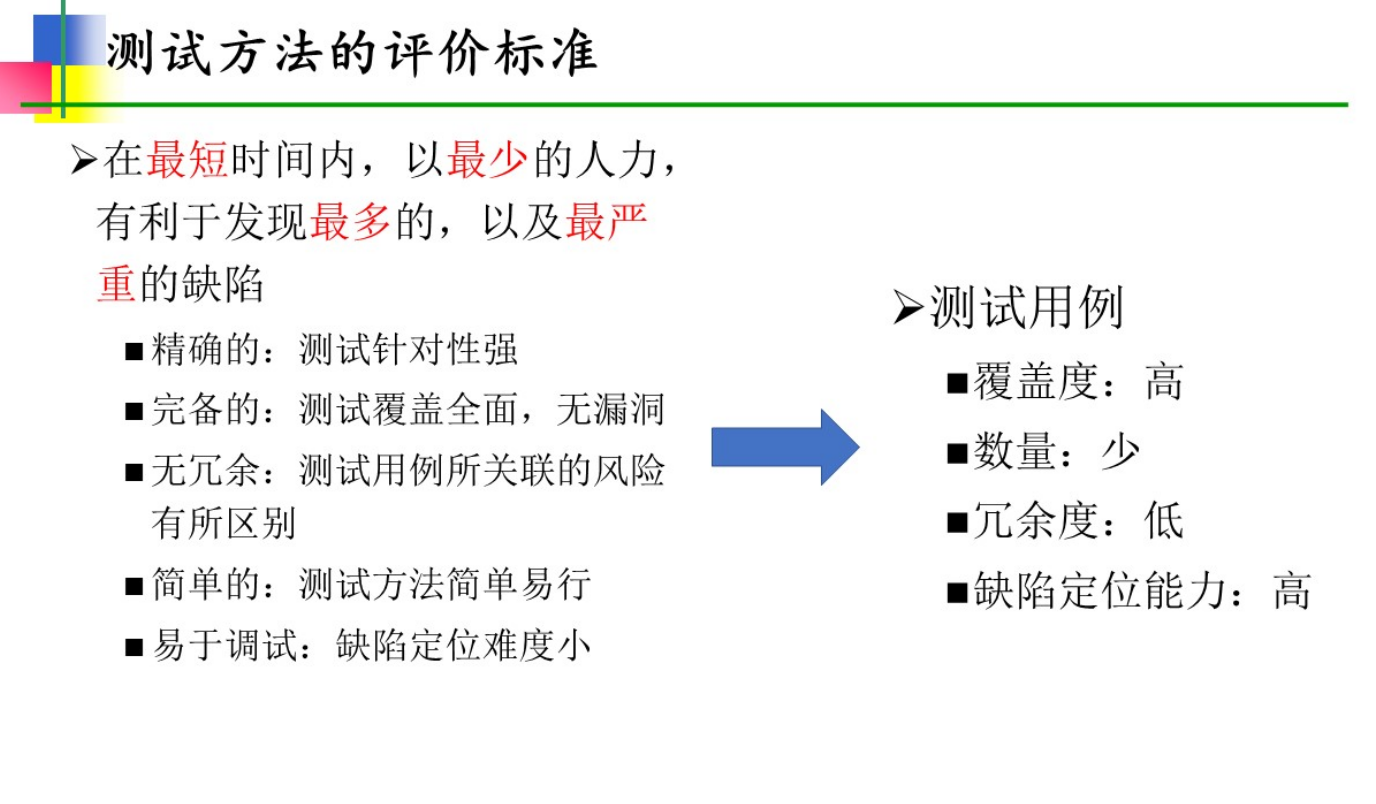 测试方法的评价标准
➢在最短时间内，以最少的人力，
有利于发现最多的，以及最严
重的缺陷
■精确的：测试针对性强
■完备的：测试覆盖全面，无漏洞
■无冗余：测试用例所关联的风险
有所区别
■简单的：测试方法简单易行
■易于调试：缺陷定位难度小
➢测试用例
■覆盖度：高
■数量：少
■冗余度：低
■缺陷定位能力：高